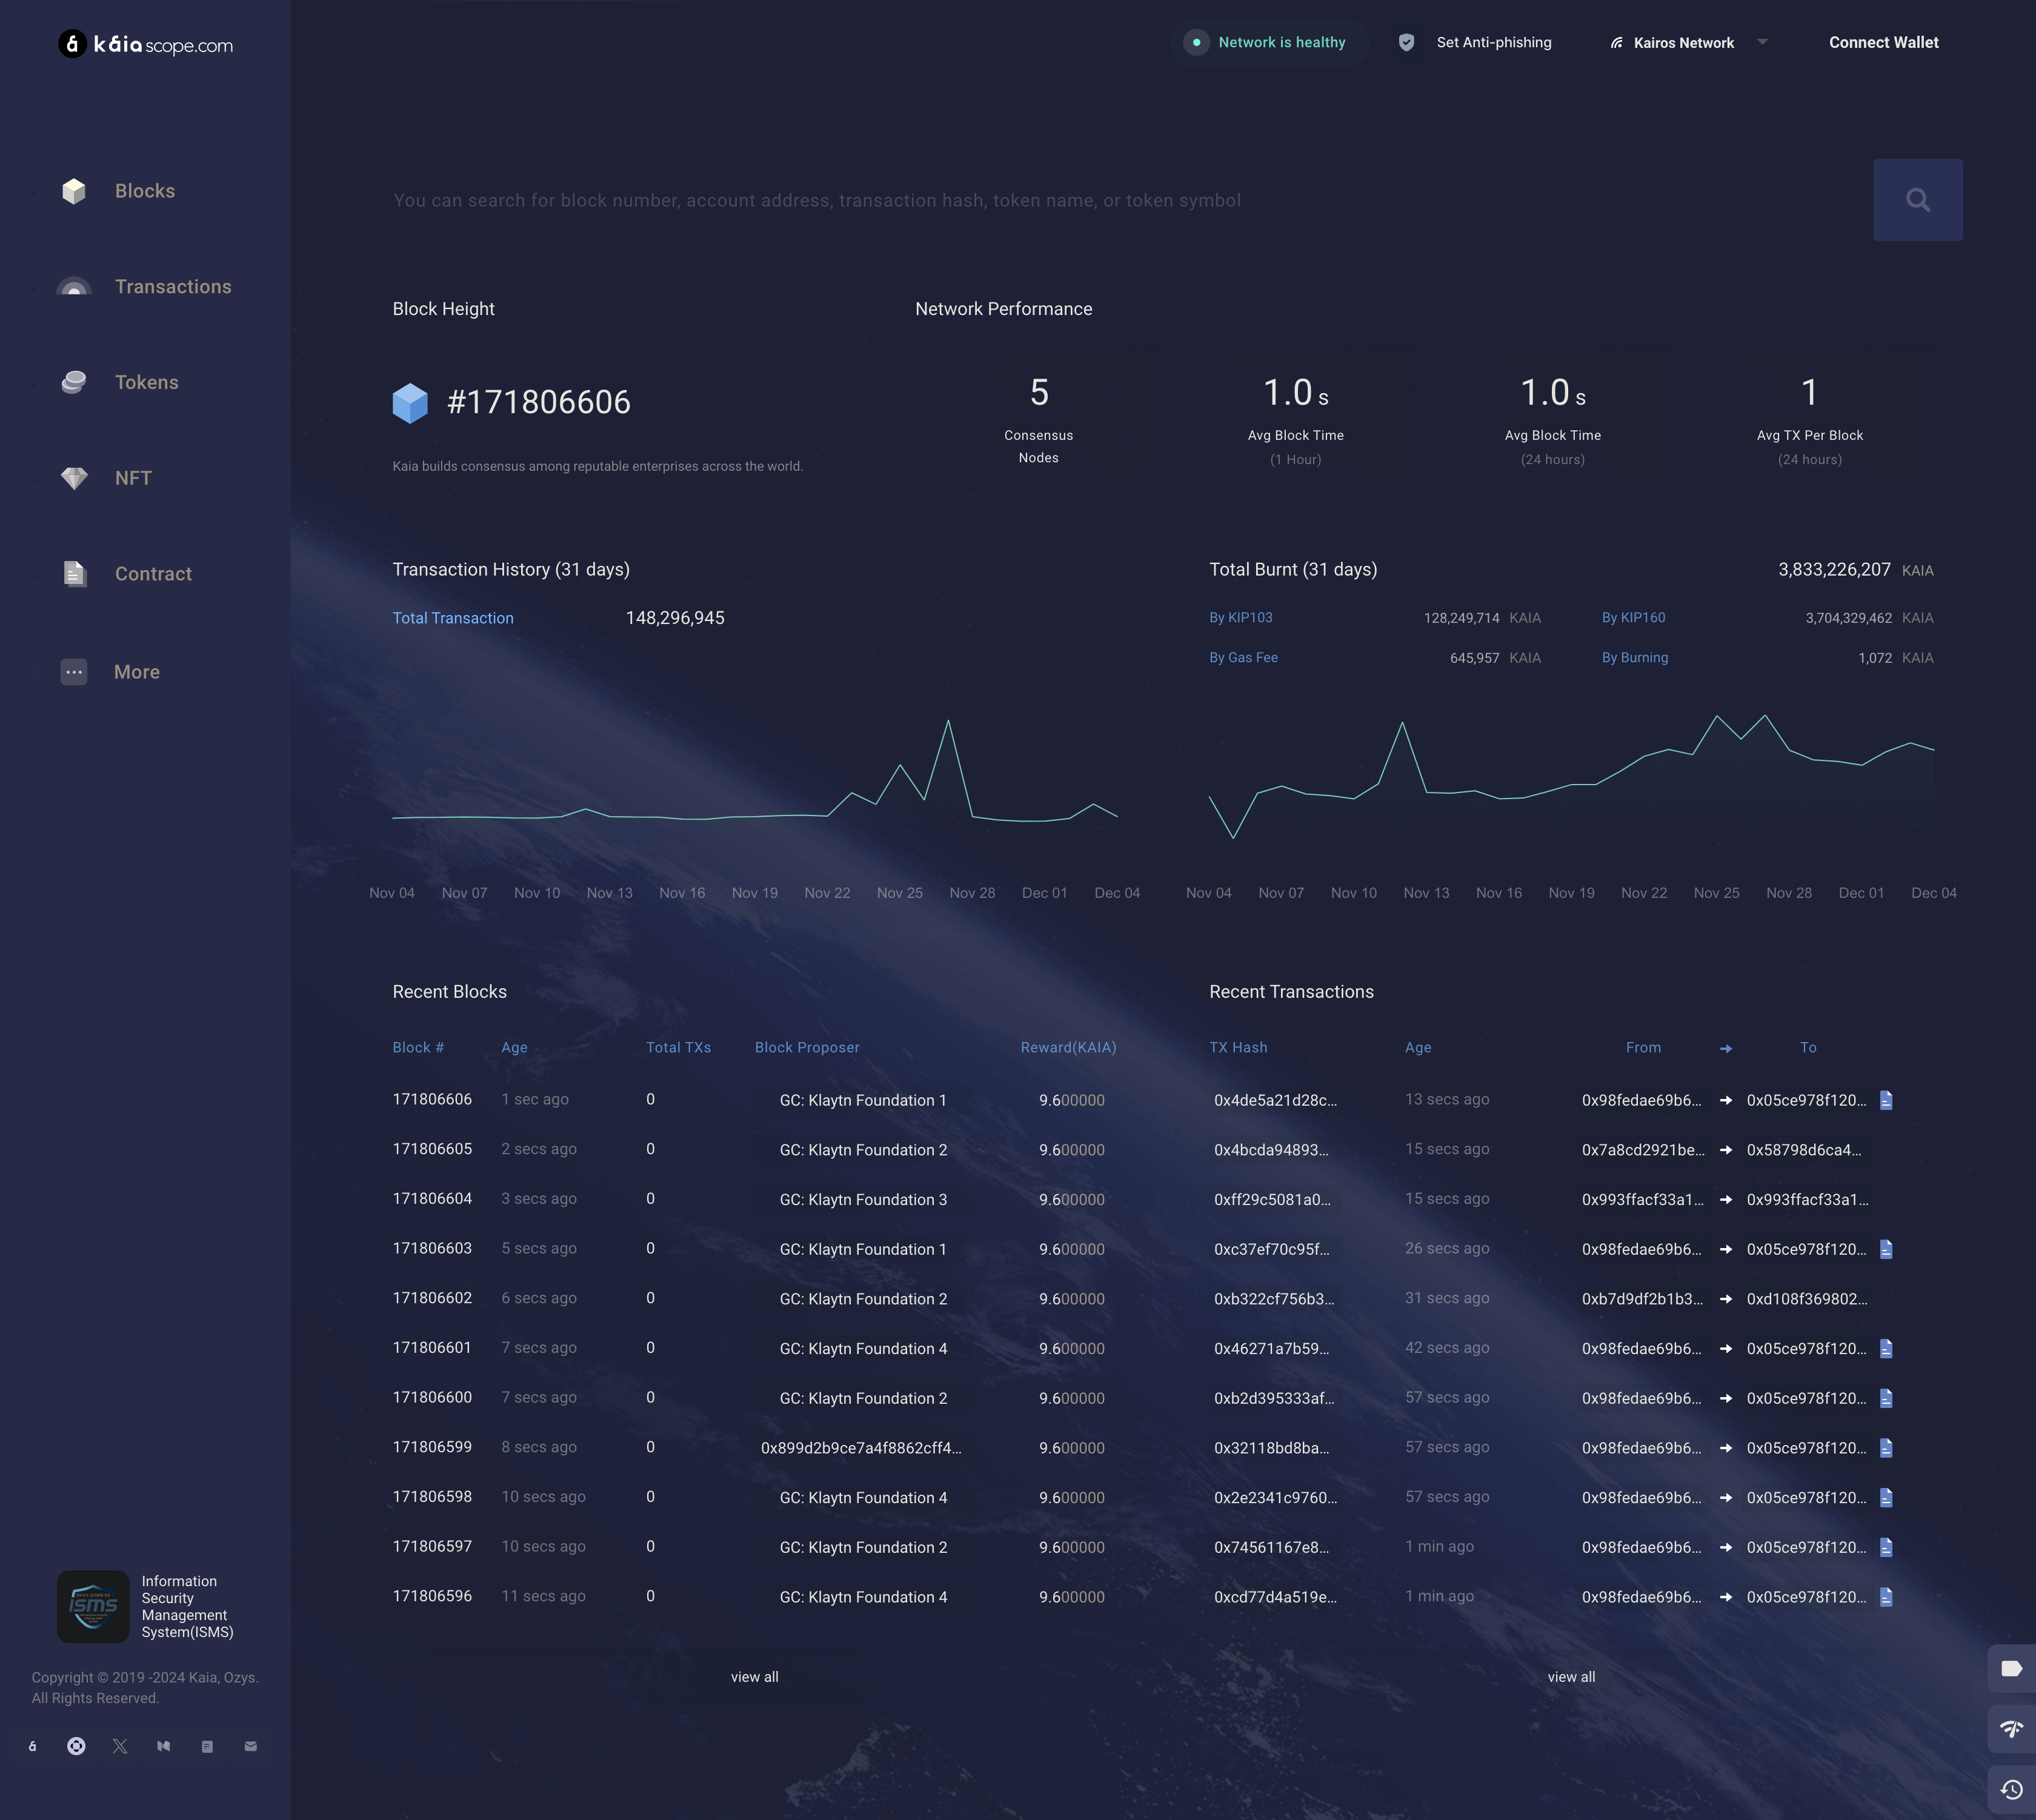 káia scope.com
Network is healthy
Set Anti-phishing
Kairos Network
Connect Wallet
Blocks
Transactions
Tokens
NFT
Contract
More
You can search for block number, account address, transaction hash, token name, or token symbol
Block Height
#171806606
Kaia builds consensus among reputable enterprises across the world.
Network Performance
5
Consensus
Nodes
1.0 s
Avg Block Time
(1 Hour)
1.0 s
Avg Block Time
(24 hours)
1
Avg TX Per Block
(24 hours)
Transaction History (31 days)
Total Transaction 148,296,945
Nov 04 Nov 07 Nov 10 Nov 13 Nov 16 Nov 19 Nov 22 Nov 25 Nov 28 Dec 01 Dec 04
Total Burnt (31 days) 3,833,226,207 KAIA
By KIP103 128,249,714 KAIA By KIP160 3,704,329,462 KAIA
By Gas Fee 645,957 KAIA By Burning 1,072 KAIA
Nov 04 Nov 07 Nov 10 Nov 13 Nov 16 Nov 19 Nov 22 Nov 25 Nov 28 Dec 01 Dec 04
Recent Blocks
Block # Age Total TXs Block Proposer Reward(KAIA)
171806606 1 sec ago 0 GC: Klaytn Foundation 1 9.600000
171806605 2 secs ago 0 GC: Klaytn Foundation 2 9.600000
171806604 3 secs ago 0 GC: Klaytn Foundation 3 9.600000
171806603 5 secs ago 0 GC: Klaytn Foundation 1 9.600000
171806602 6 secs ago 0 GC: Klaytn Foundation 2 9.600000
171806601 7 secs ago 0 GC: Klaytn Foundation 4 9.600000
171806600 7 secs ago 0 GC: Klaytn Foundation 2 9.600000
171806599 8 secs ago 0 0x899d2b9ce7a4f8862cff4... 9.600000
171806598 10 secs ago 0 GC: Klaytn Foundation 4 9.600000
171806597 10 secs ago 0 GC: Klaytn Foundation 2 9.600000
171806596 11 secs ago 0 GC: Klaytn Foundation 4 9.600000
view all
Recent Transactions
TX Hash Age From → To
0x4de5a21d28c... 13 secs ago 0x98fedae69b6... → 0x05ce978f120...
0x4bcda94893... 15 secs ago 0x7a8cd2921be... → 0x58798d6ca4...
0xff29c5081a0... 15 secs ago 0x993ffacf33a1... → 0x993ffacf33a1...
0xc37ef70c95f... 26 secs ago 0x98fedae69b6... → 0x05ce978f120...
0xb322cf756b3... 31 secs ago 0xb7d9df2b1b3... → 0xd108f369802...
0x46271a7b59... 42 secs ago 0x98fedae69b6... → 0x05ce978f120...
0xb2d395333af... 57 secs ago 0x98fedae69b6... → 0x05ce978f120...
0x32118bd8ba... 57 secs ago 0x98fedae69b6... → 0x05ce978f120...
0x2e2341c9760... 57 secs ago 0x98fedae69b6... → 0x05ce978f120...
0x74561167e8... 1 min ago 0x98fedae69b6... → 0x05ce978f120...
0xcd77d4a519e... 1 min ago 0x98fedae69b6... → 0x05ce978f120...
view all
isms
Information
Security
Management
System(ISMS)
Copyright © 2019 -2024 Kaia, Ozys.
All Rights Reserved.